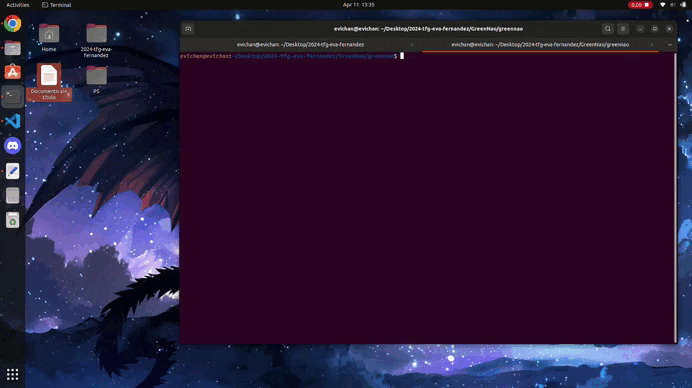 Activities
Terminal
Apr 11 13:35
0:00
evichan@evichan: ~/Desktop/2024-tfg-eva-fernandez/GreenNao/greennao
evichan@evichan: ~/Desktop/2024-tfg-eva-fernandez
evichan@evichan: ~/Desktop/2024-tfg-eva-fernandez/GreenNao/greennao
evichan@evichan:~/Desktop/2024-tfg-eva-fernandez/GreenNao/greennao$
Home
2024-tfg-eva-
fernandez
Documento sin
título
PS